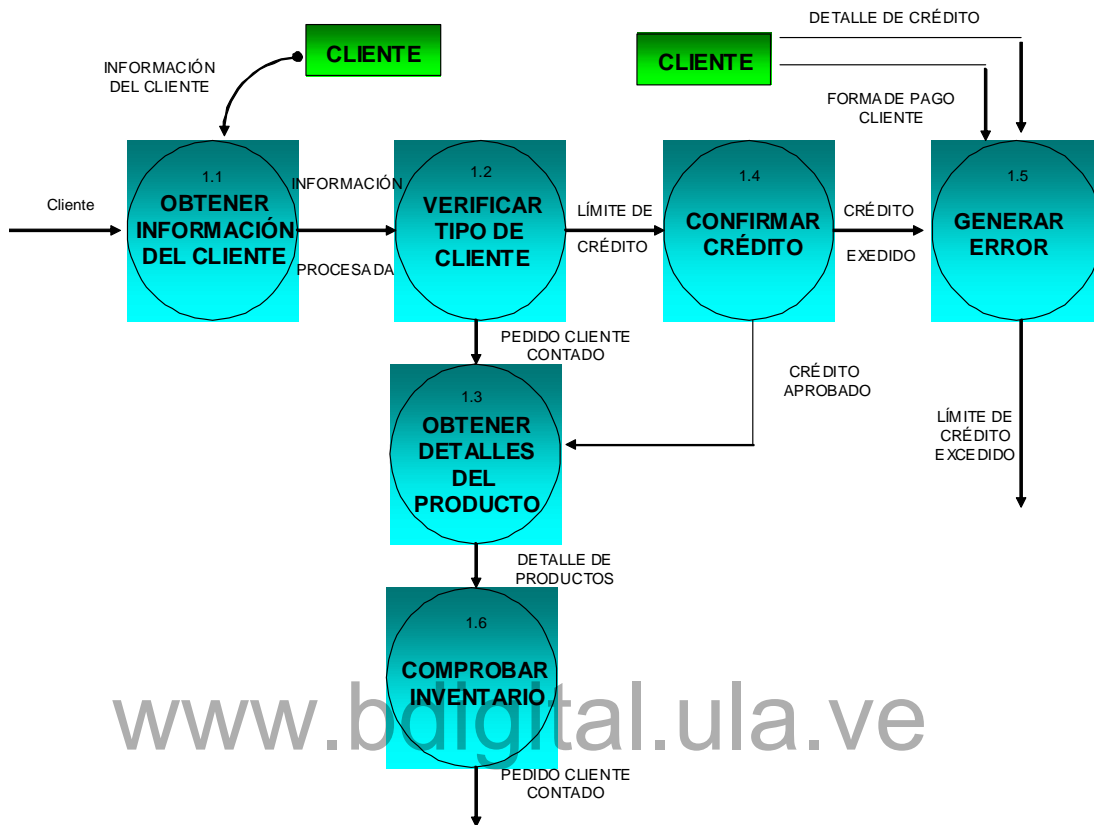 DETALLE DE CRÉDITO
CLIENTE
CLIENTE
INFORMACIÓN
DEL CLIENTE
FORMA DE PAGO
CLIENTE
Cliente
1.1
OBTENER
INFORMACIÓN
DEL CLIENTE
INFORMACIÓN
PROCESADA
1.2
VERIFICAR
TIPO DE
CLIENTE
LÍMITE DE
CRÉDITO
1.4
CONFIRMAR
CRÉDITO
CRÉDITO
EXEDIDO
1.5
GENERAR
ERROR
PEDIDO CLIENTE
CONTADO
CRÉDITO
APROBADO
1.3
OBTENER
DETALLES
DEL
PRODUCTO
LÍMITE DE
CRÉDITO
EXCEDIDO
DETALLE DE
PRODUCTOS
1.6
COMPROBAR
INVENTARIO
www.bdigital.ula.ve
PEDIDO CLIENTE
CONTADO